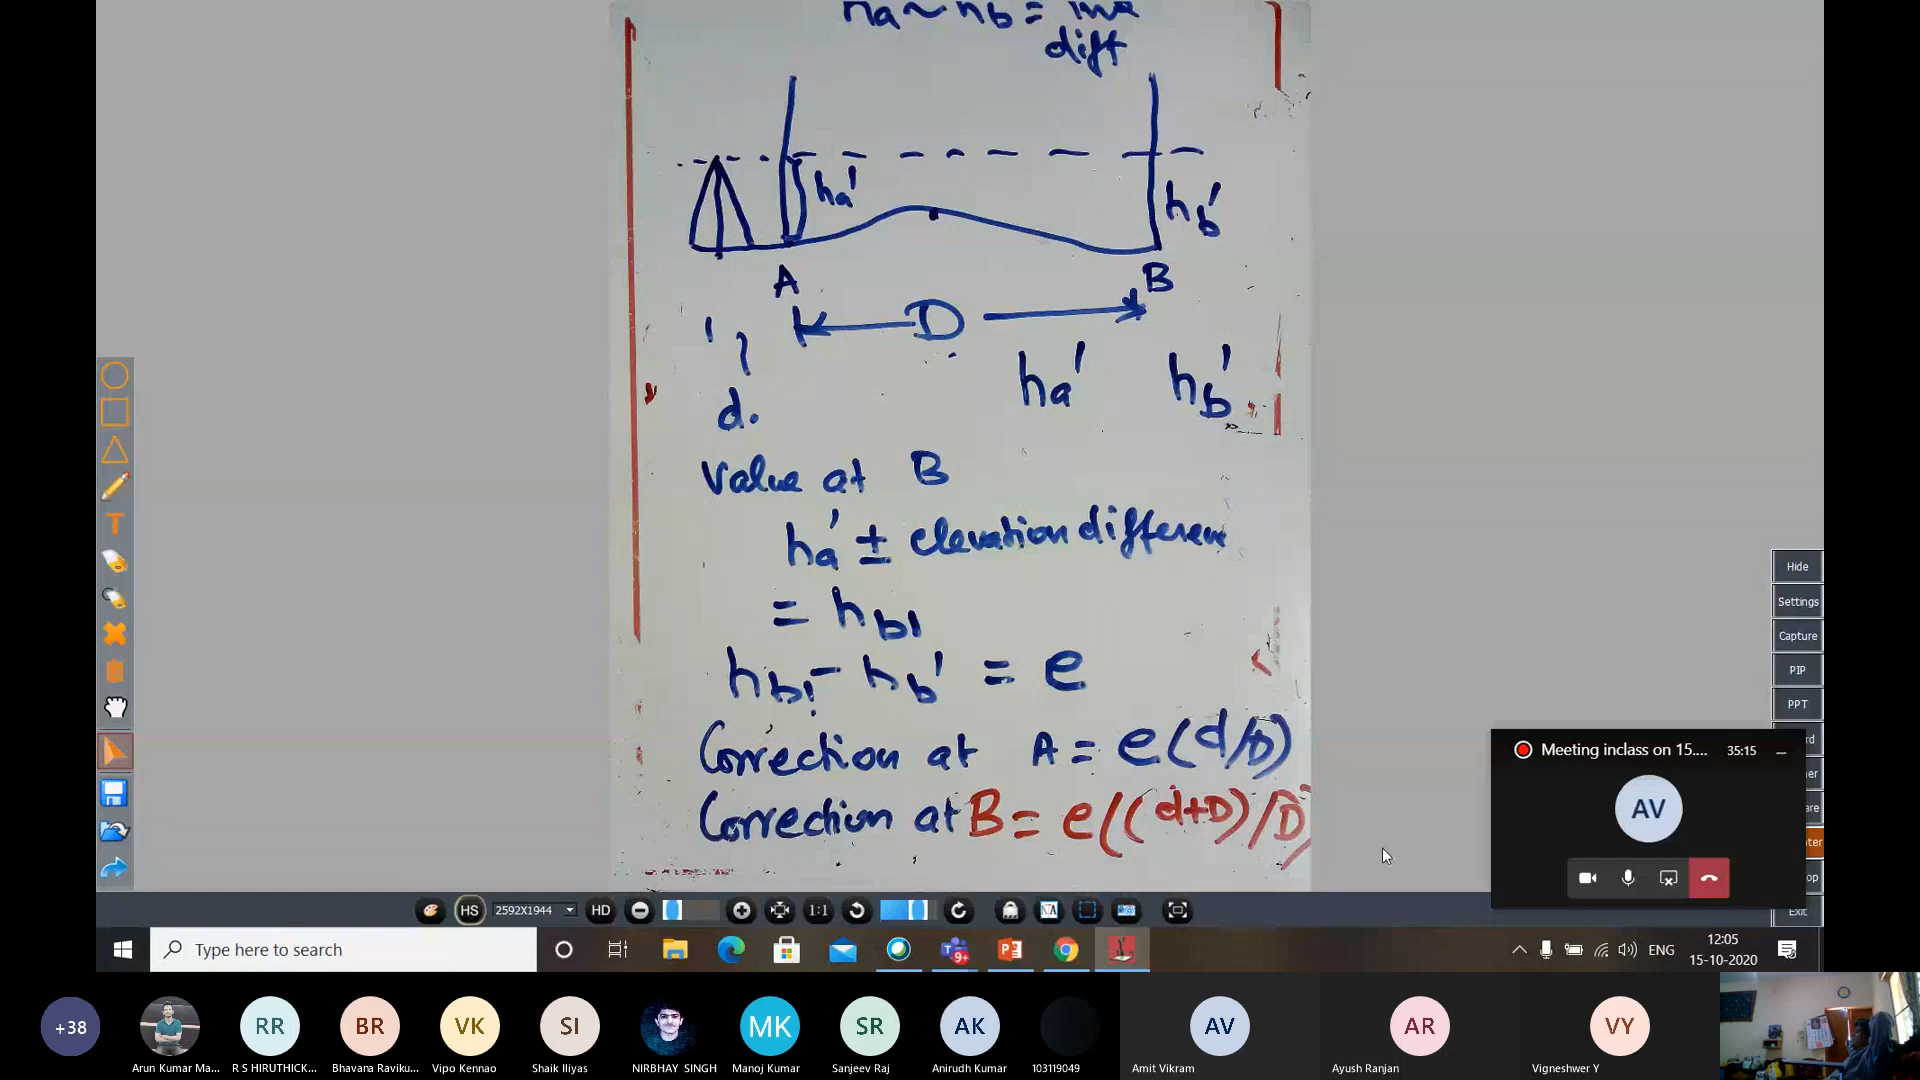 ha ~ hb =
diff
ha'
hb'
A
B
D
d.
ha' hb'
Value at B
ha' ± elevation difference
= hb1
hb1 - hb' = e
Correction at A = e(d/D)
Correction at B = e((d+D)/D)
Hide
Settings
Capture
PIP
PPT
Exit
Meeting inclass on 15.... 35:15
AV
T
HS 2592X1944 HD 1:1
Type here to search
9+
ENG
12:05
15-10-2020
+38 RR BR VK SI MK SR AK AV AR VY
Arun Kumar Ma... R S HIRUTHICK... Bhavana Raviku... Vipo Kennao Shaik Iliyas NIRBHAY SINGH Manoj Kumar Sanjeev Raj Anirudh Kumar 103119049 Amit Vikram Ayush Ranjan Vigneshwer Y